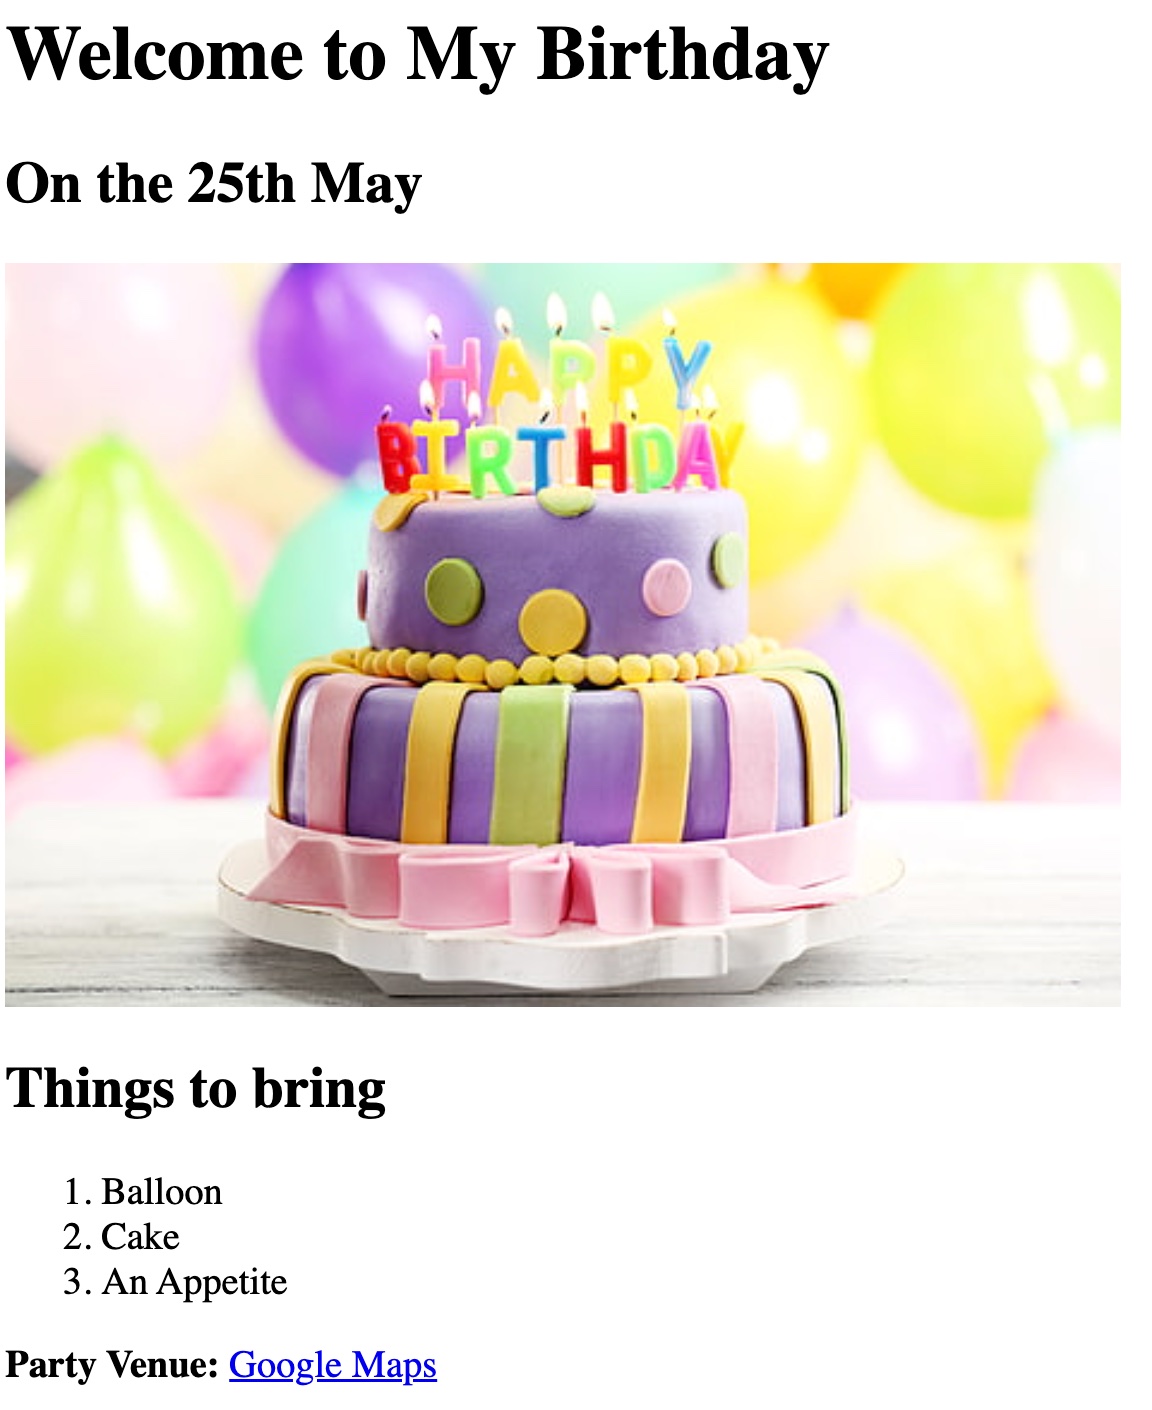 Welcome to My Birthday
On the 25th May
HAPPY
BIRTHDAY
Things to bring
1. Balloon
2. Cake
3. An Appetite
Party Venue: Google Maps